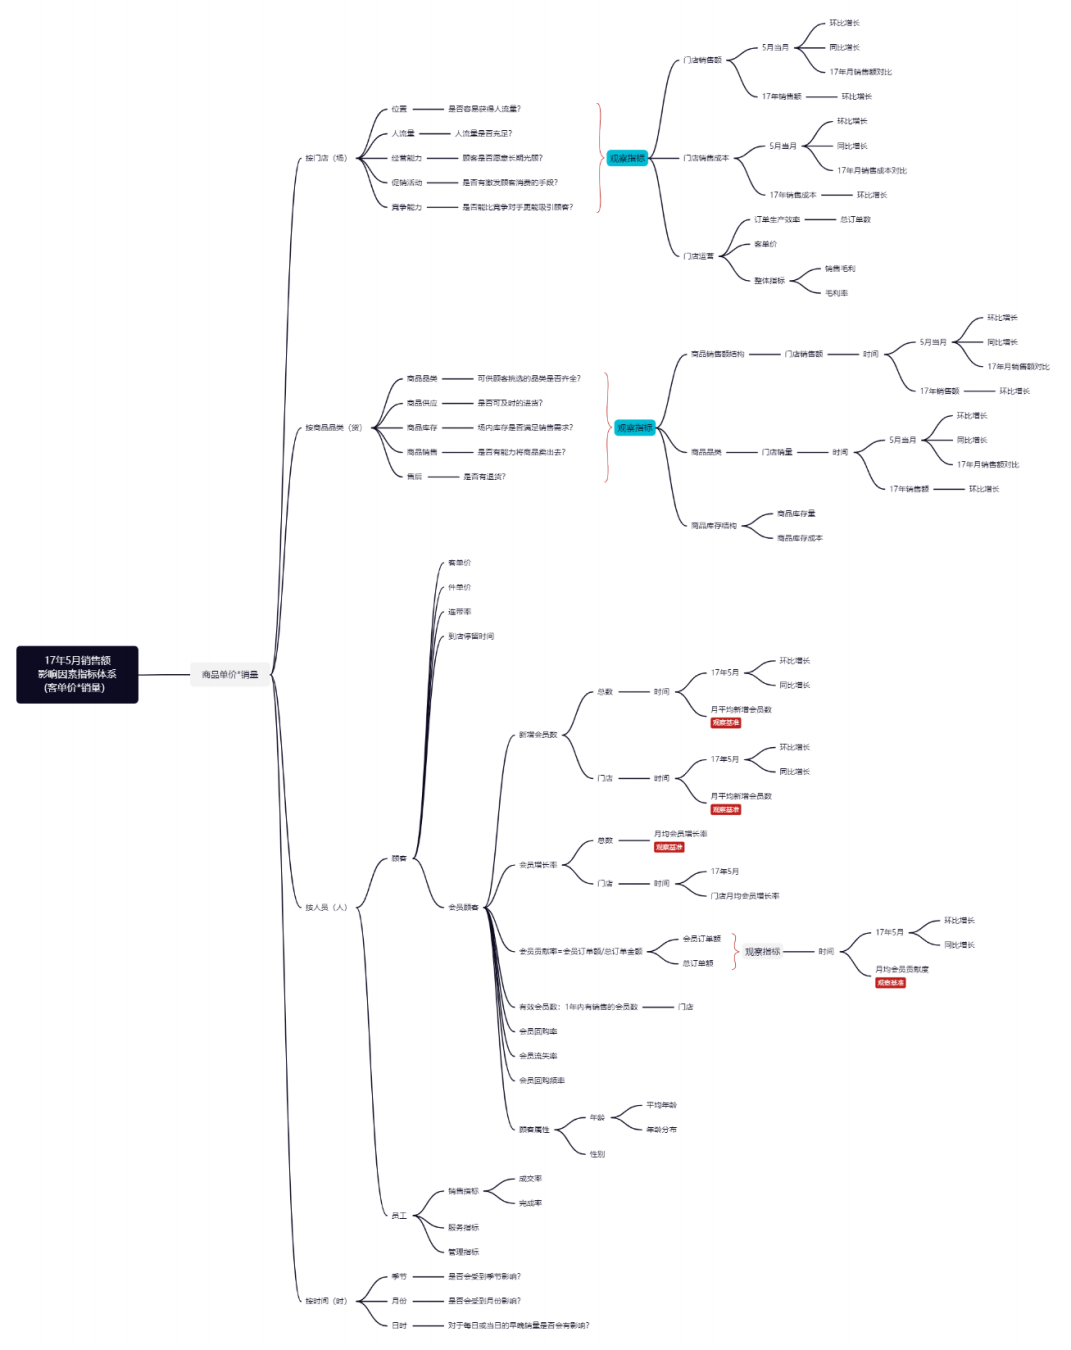 17年5月销售额
影响因素指标体系
(客单价*销量)
商品单价*销量
按门店（场）
位置
是否容易获得人流量?
人流量
人流量是否充足?
经营能力
顾客是否愿意长期光顾?
促销活动
是否有激发顾客消费的手段?
竞争能力
是否能比竞争对手更能吸引顾客?
观察指标
门店销售额
5月当月
环比增长
同比增长
17年月销售额对比
17年销售额
环比增长
门店销售成本
5月当月
环比增长
同比增长
17年月销售成本对比
17年销售成本
环比增长
门店运营
订单生产效率
总订单数
客单价
整体指标
销售毛利
毛利率
按商品品类（货）
商品品类
可供顾客挑选的品类是否齐全?
商品供应
是否可及时的进货?
商品库存
场内库存是否满足销售需求?
商品销售
是否有能力将商品卖出去?
售后
是否有退货?
观察指标
商品销售额结构
门店销售额
时间
5月当月
环比增长
同比增长
17年月销售额对比
17年销售额
环比增长
商品品类
门店销量
时间
5月当月
环比增长
同比增长
17年月销售额对比
17年销售额
环比增长
商品库存结构
商品库存量
商品库存成本
按人员（人）
顾客
客单价
件单价
连带率
到店停留时间
会员顾客
新增会员数
总数
时间
17年5月
环比增长
同比增长
月平均新增会员数
观察基准
门店
时间
17年5月
环比增长
同比增长
月平均新增会员数
观察基准
会员增长率
总数
月均会员增长率
观察基准
门店
时间
17年5月
门店月均会员增长率
会员贡献率=会员订单额/总订单金额
会员订单额
总订单额
观察指标
时间
17年5月
环比增长
同比增长
月均会员贡献度
观察基准
有效会员数：1年内有销售的会员数
门店
会员回购率
会员流失率
会员回购频率
顾客属性
年龄
平均年龄
年龄分布
性别
员工
销售指标
成交率
完成率
服务指标
管理指标
按时间（时）
季节
是否会受到季节影响?
月份
是否会受到月份影响?
日时
对于每日或当日的早晚销量是否会有影响?